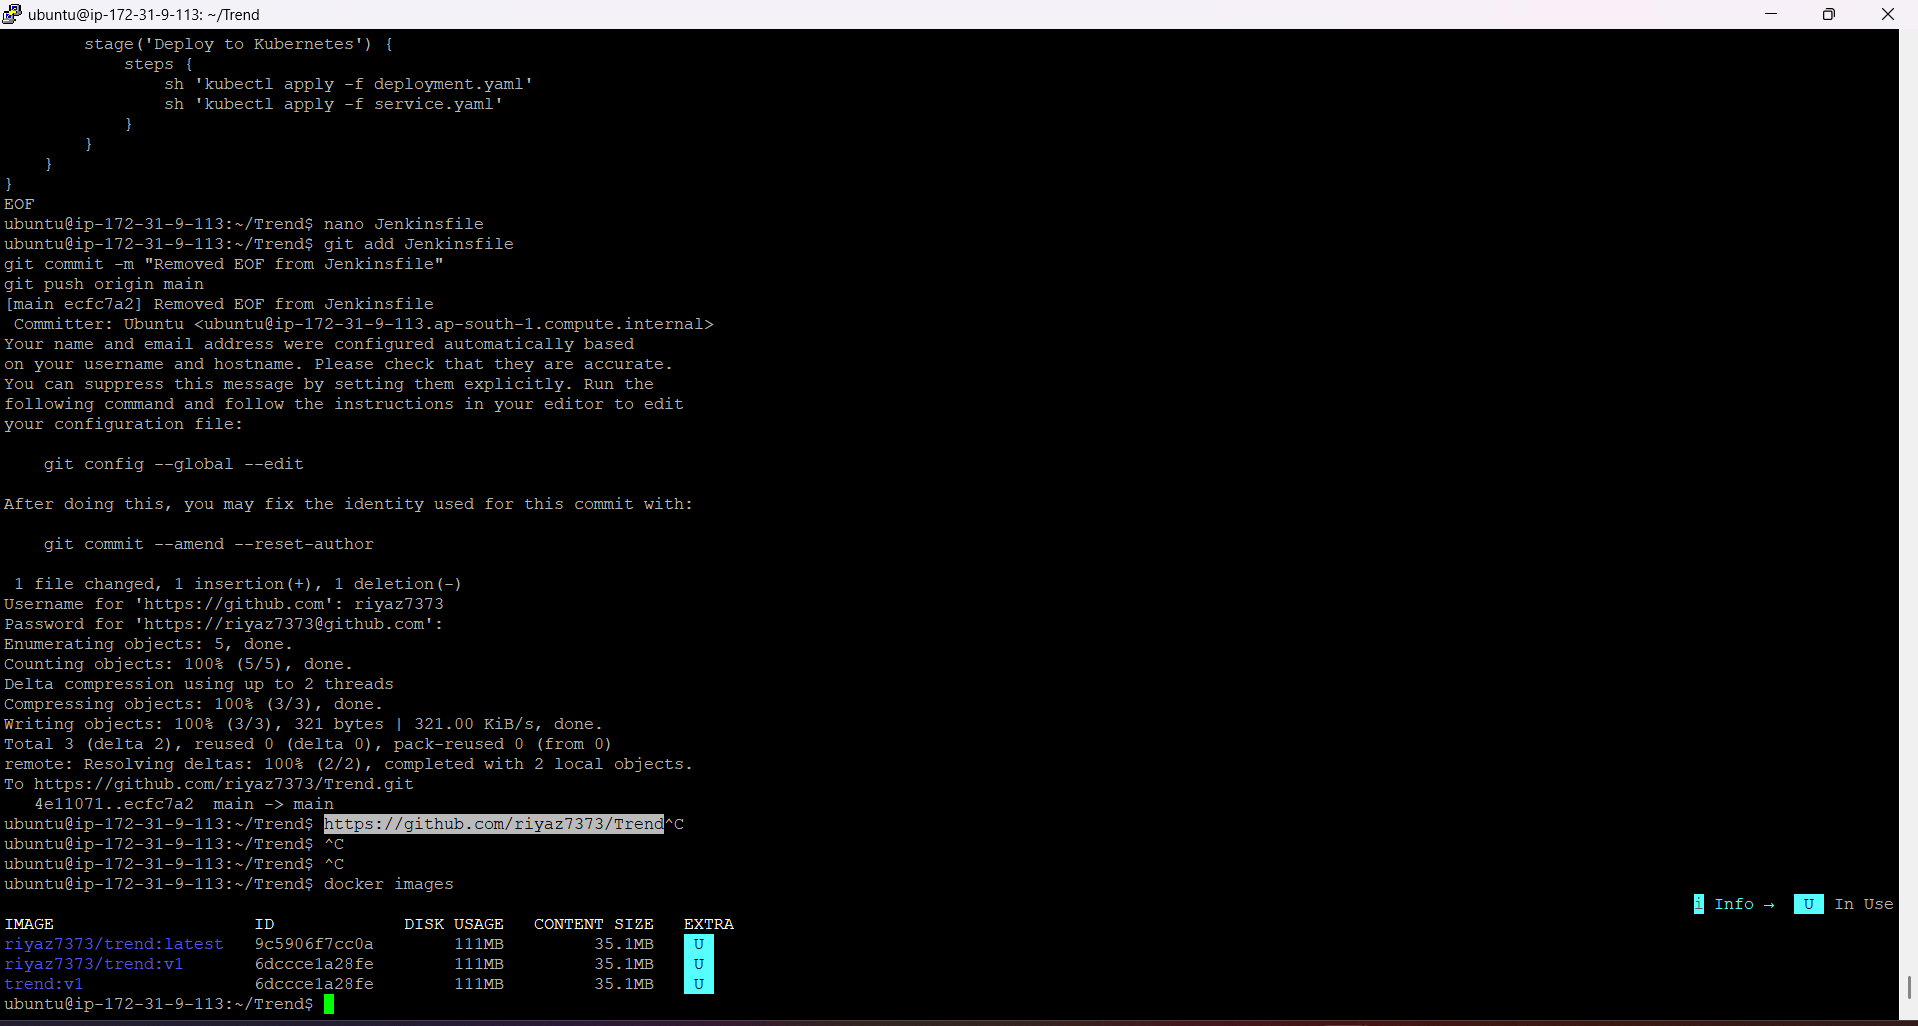 ubuntu@ip-172-31-9-113: ~/Trend
        stage('Deploy to Kubernetes') {
            steps {
                sh 'kubectl apply -f deployment.yaml'
                sh 'kubectl apply -f service.yaml'
            }
        }
    }
}
EOF
ubuntu@ip-172-31-9-113:~/Trend$ nano Jenkinsfile
ubuntu@ip-172-31-9-113:~/Trend$ git add Jenkinsfile
git commit -m "Removed EOF from Jenkinsfile"
git push origin main
[main ecfc7a2] Removed EOF from Jenkinsfile
 Committer: Ubuntu <ubuntu@ip-172-31-9-113.ap-south-1.compute.internal>
Your name and email address were configured automatically based
on your username and hostname. Please check that they are accurate.
You can suppress this message by setting them explicitly. Run the
following command and follow the instructions in your editor to edit
your configuration file:
    git config --global --edit
After doing this, you may fix the identity used for this commit with:
    git commit --amend --reset-author
 1 file changed, 1 insertion(+), 1 deletion(-)
Username for 'https://github.com': riyaz7373
Password for 'https://riyaz7373@github.com':
Enumerating objects: 5, done.
Counting objects: 100% (5/5), done.
Delta compression using up to 2 threads
Compressing objects: 100% (3/3), done.
Writing objects: 100% (3/3), 321 bytes | 321.00 KiB/s, done.
Total 3 (delta 2), reused 0 (delta 0), pack-reused 0 (from 0)
remote: Resolving deltas: 100% (2/2), completed with 2 local objects.
To https://github.com/riyaz7373/Trend.git
   4e11071..ecfc7a2  main -> main
ubuntu@ip-172-31-9-113:~/Trend$ https://github.com/riyaz7373/Trend^C
ubuntu@ip-172-31-9-113:~/Trend$ ^C
ubuntu@ip-172-31-9-113:~/Trend$ ^C
ubuntu@ip-172-31-9-113:~/Trend$ docker images
i Info → U In Use
IMAGE                    ID             DISK USAGE   CONTENT SIZE   EXTRA
riyaz7373/trend:latest   9c5906f7cc0a        111MB         35.1MB    U
riyaz7373/trend:v1       6dccce1a28fe        111MB         35.1MB    U
trend:v1                 6dccce1a28fe        111MB         35.1MB    U
ubuntu@ip-172-31-9-113:~/Trend$